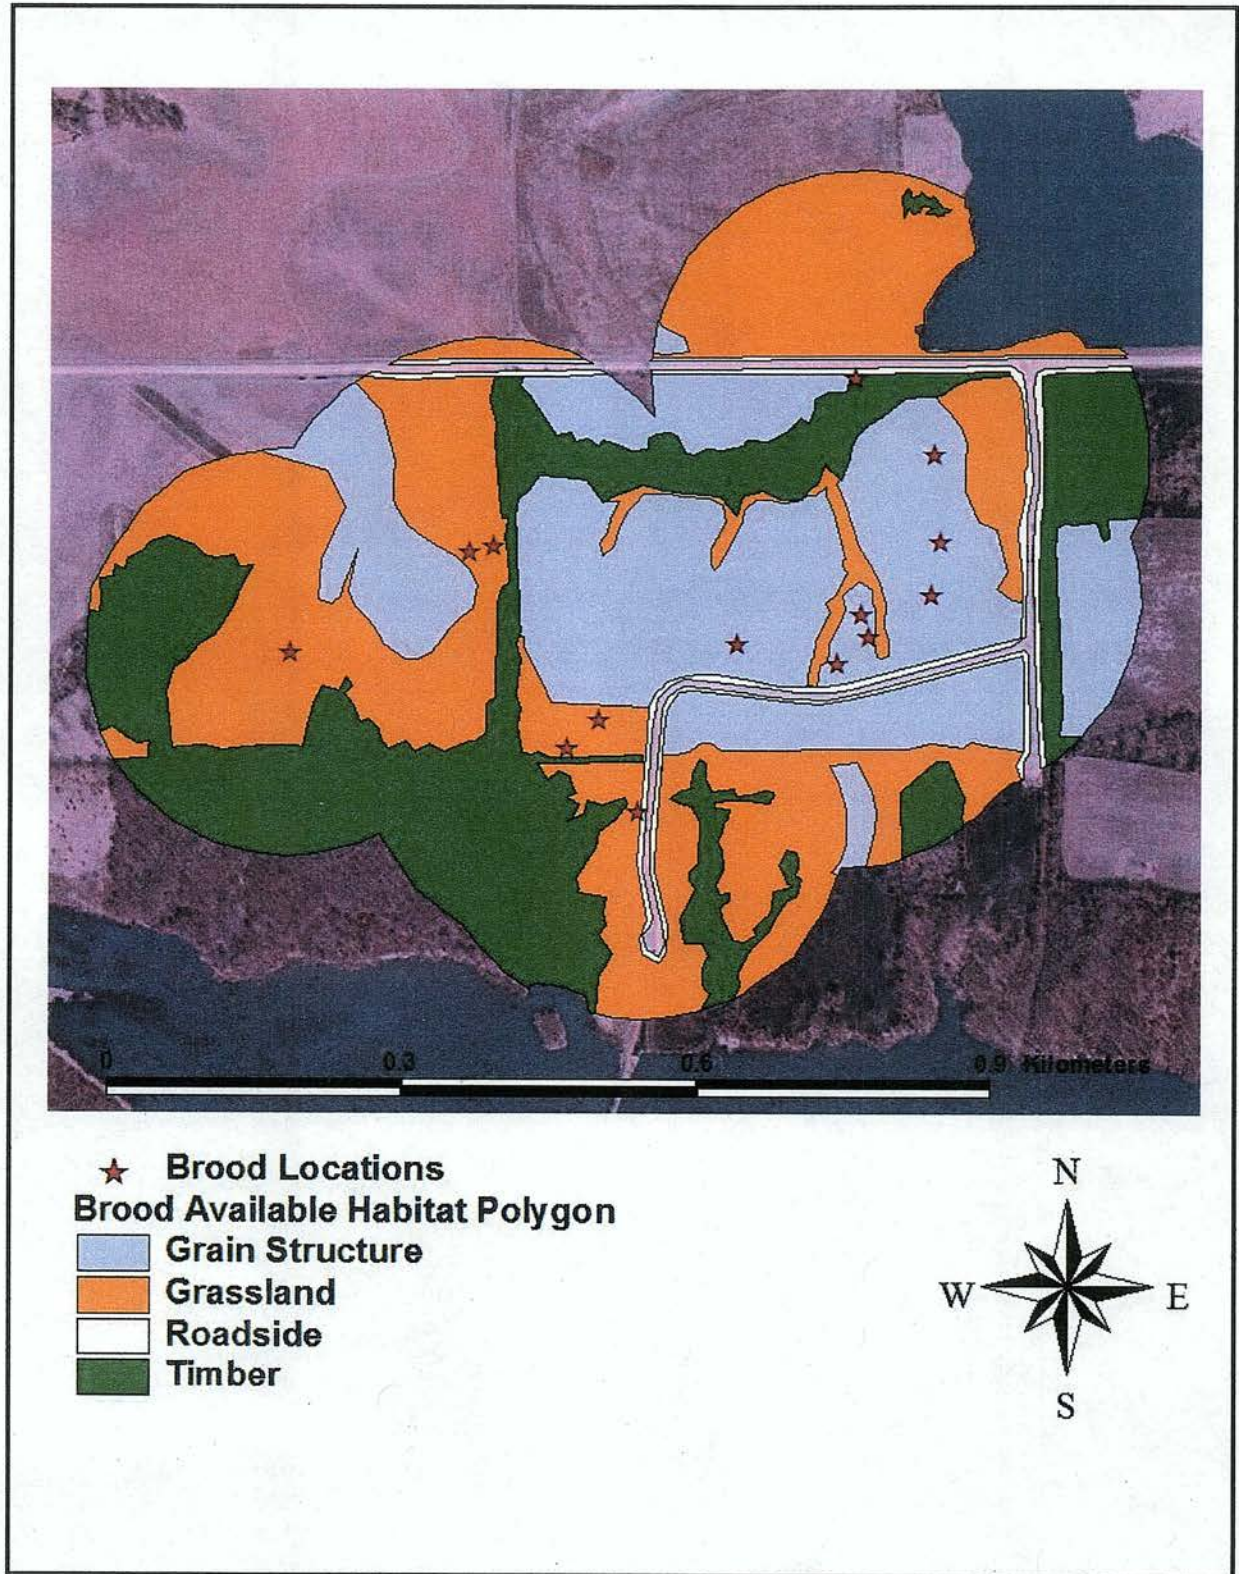 0 0.3 0.6 0.9 Kilometers
Brood Locations
Brood Available Habitat Polygon
Grain Structure
Grassland
Roadside
Timber
N
W E
S